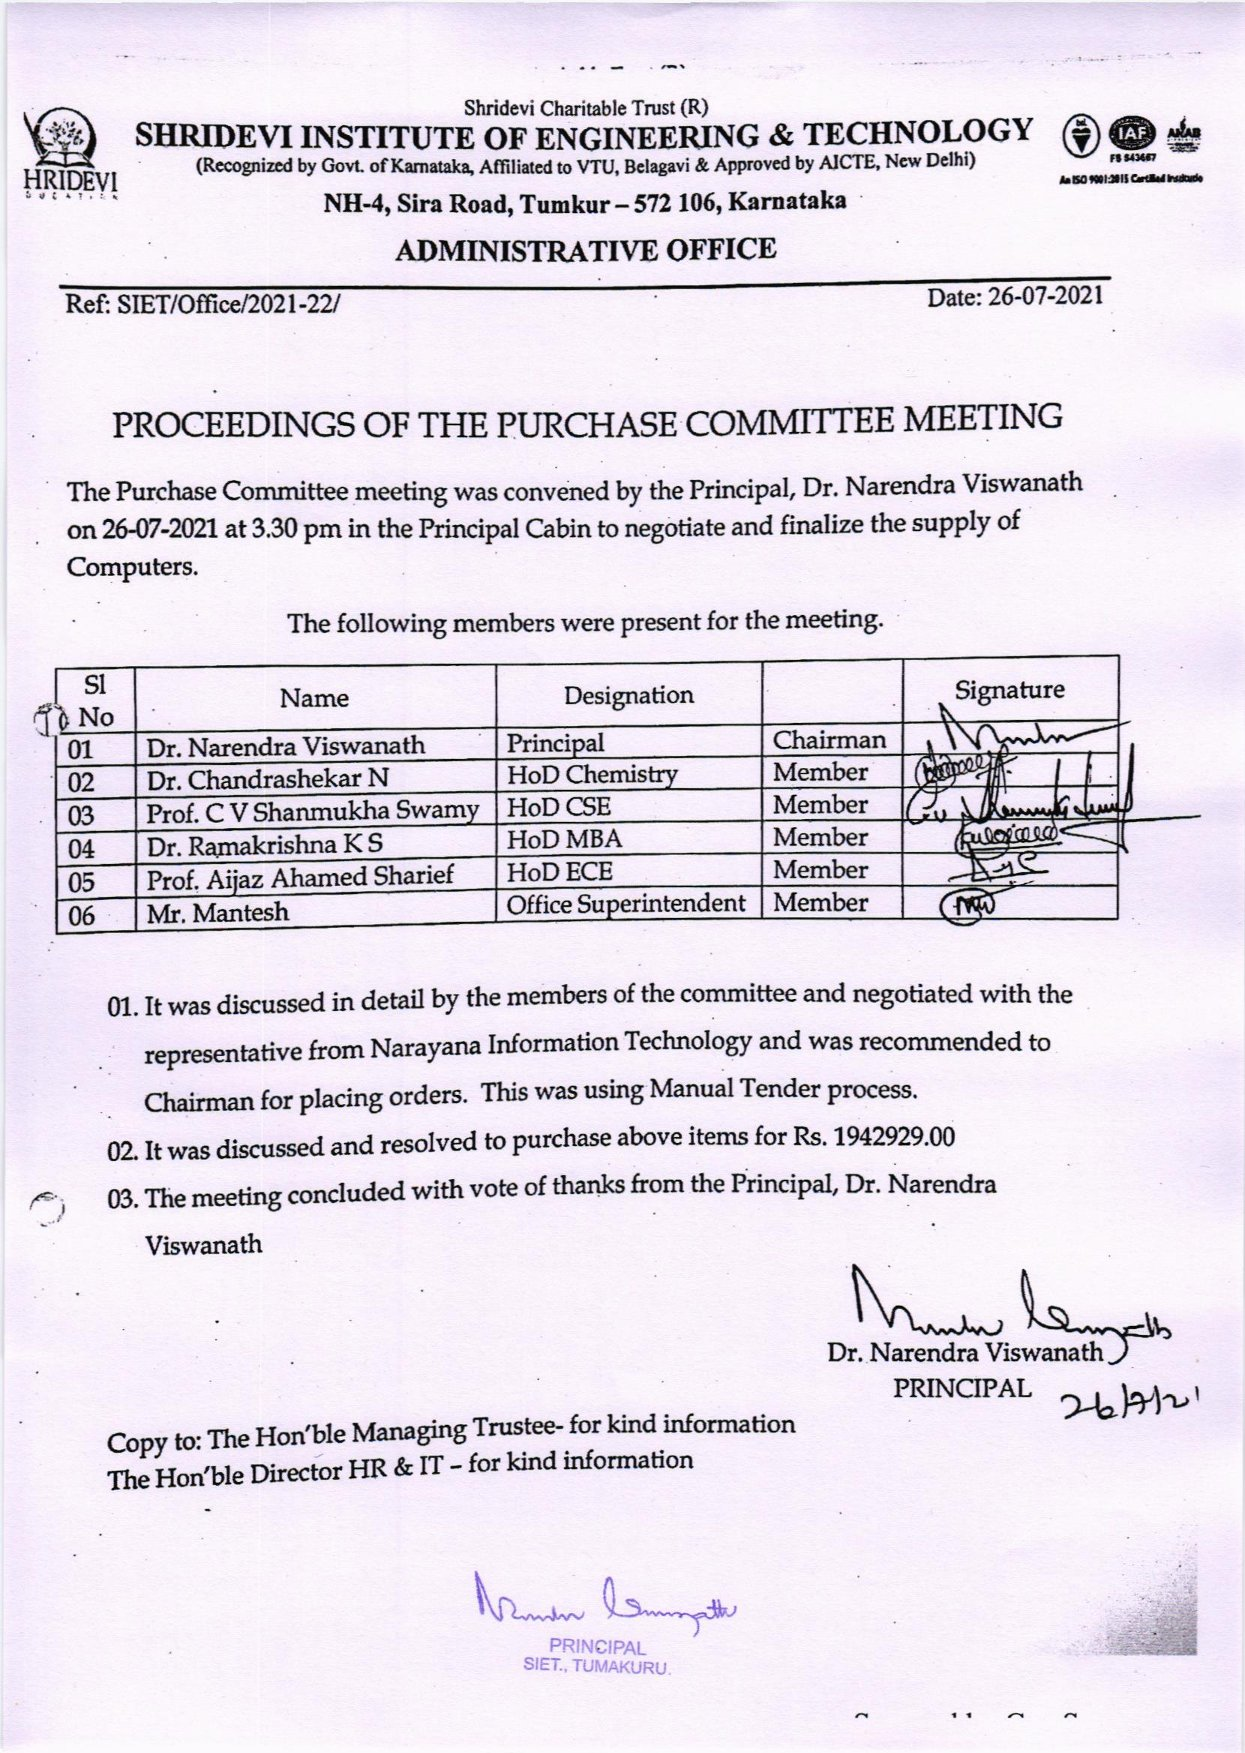 Shridevi Charitable Trust (R)
SHRIDEVI INSTITUTE OF ENGINEERING & TECHNOLOGY
(Recognized by Govt. of Karnataka, Affiliated to VTU, Belagavi & Approved by AICTE, New Delhi)
NH-4, Sira Road, Tumkur – 572 106, Karnataka
HRIDEVI
IAF
FS 543667
An ISO 9001:2015 Certified Institute
ADMINISTRATIVE OFFICE
Ref: SIET/Office/2021-22/ Date: 26-07-2021
PROCEEDINGS OF THE PURCHASE COMMITTEE MEETING
The Purchase Committee meeting was convened by the Principal, Dr. Narendra Viswanath
on 26-07-2021 at 3.30 pm in the Principal Cabin to negotiate and finalize the supply of
Computers.
The following members were present for the meeting.
Sl No Name Designation Signature
01 Dr. Narendra Viswanath Principal Chairman
02 Dr. Chandrashekar N HoD Chemistry Member
03 Prof. C V Shanmukha Swamy HoD CSE Member
04 Dr. Ramakrishna K S HoD MBA Member
05 Prof. Aijaz Ahamed Sharief HoD ECE Member
06 Mr. Mantesh Office Superintendent Member
01. It was discussed in detail by the members of the committee and negotiated with the
representative from Narayana Information Technology and was recommended to
Chairman for placing orders. This was using Manual Tender process.
02. It was discussed and resolved to purchase above items for Rs. 1942929.00
03. The meeting concluded with vote of thanks from the Principal, Dr. Narendra
Viswanath
Dr. Narendra Viswanath
PRINCIPAL
26/7/21
Copy to: The Hon'ble Managing Trustee- for kind information
The Hon'ble Director HR & IT – for kind information
PRINCIPAL
SIET., TUMAKURU.